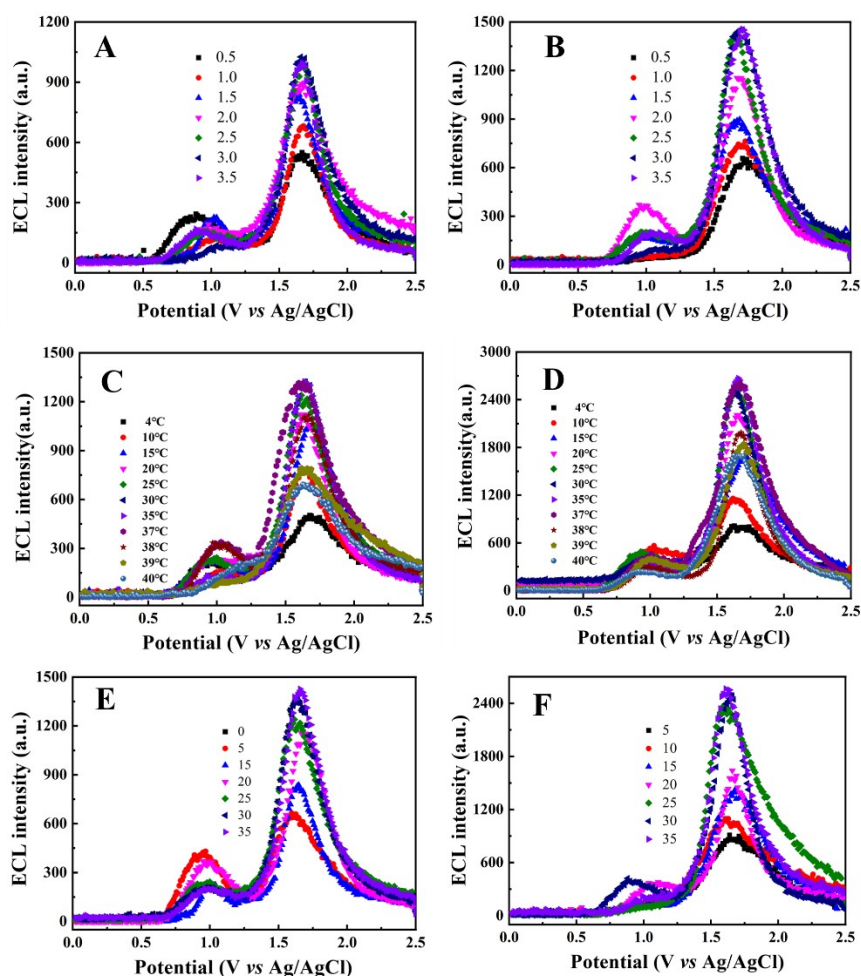 A
0.5
1.0
1.5
2.0
2.5
3.0
3.5
ECL intensity (a.u.)
1200
900
600
300
0
0.0 0.5 1.0 1.5 2.0 2.5
Potential (V vs Ag/AgCl)
B
0.5
1.0
1.5
2.0
2.5
3.0
3.5
ECL intensity (a.u.)
1500
1200
900
600
300
0
0.0 0.5 1.0 1.5 2.0 2.5
Potential (V vs Ag/AgCl)
C
4°C
10°C
15°C
20°C
25°C
30°C
35°C
37°C
38°C
39°C
40°C
ECL intensity(a.u.)
1500
1200
900
600
300
0
0.0 0.5 1.0 1.5 2.0 2.5
Potential (V vs Ag/AgCl)
D
4°C
10°C
15°C
20°C
25°C
30°C
35°C
37°C
38°C
39°C
40°C
ECL intensity(a.u.)
3000
2400
1800
1200
600
0
0.0 0.5 1.0 1.5 2.0 2.5
Potential (V vs Ag/AgCl)
E
0
5
15
20
25
30
35
ECL intensity (a.u.)
1500
1200
900
600
300
0
0.0 0.5 1.0 1.5 2.0 2.5
Potential (V vs Ag/AgCl)
F
5
10
15
20
25
30
35
ECL intensity (a.u.)
2400
1800
1200
600
0
0.0 0.5 1.0 1.5 2.0 2.5
Potential (V vs Ag/AgCl)